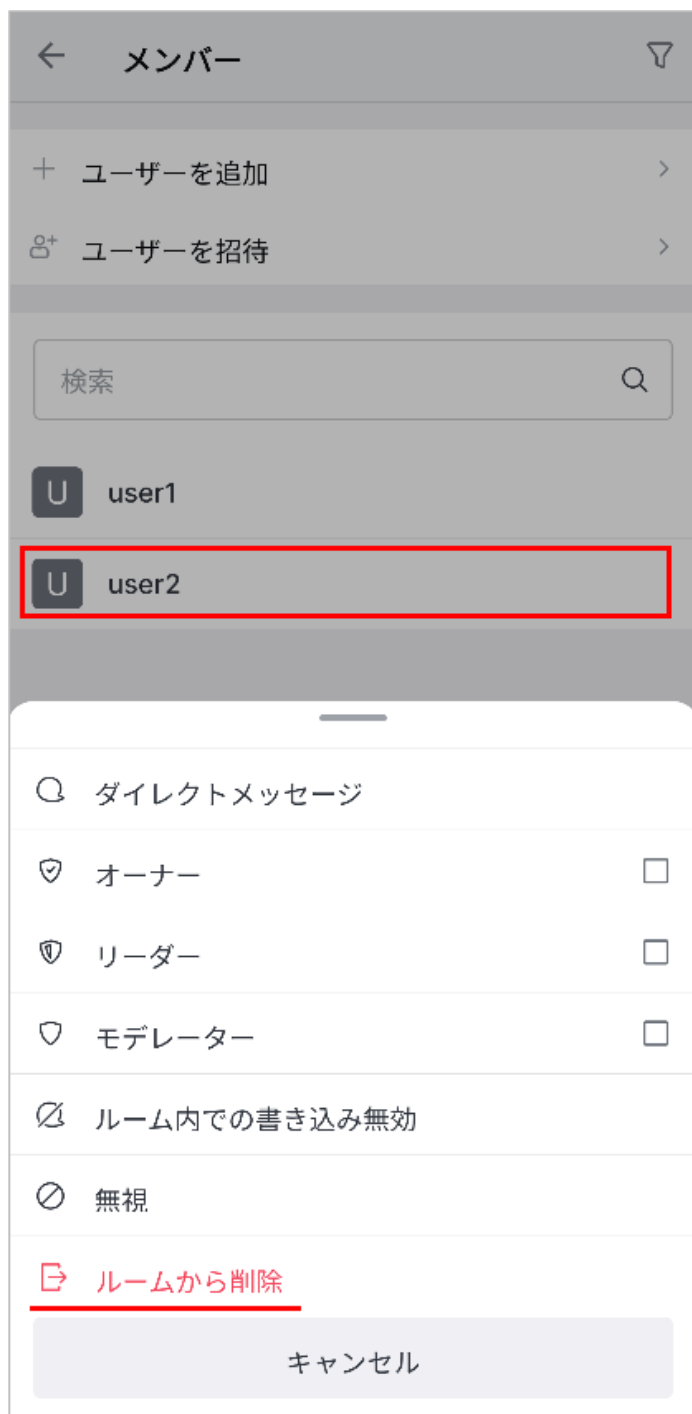 メンバー
ユーザーを追加
ユーザーを招待
検索
U user1
U user2
ダイレクトメッセージ
オーナー
リーダー
モデレーター
ルーム内での書き込み無効
無視
ルームから削除
キャンセル